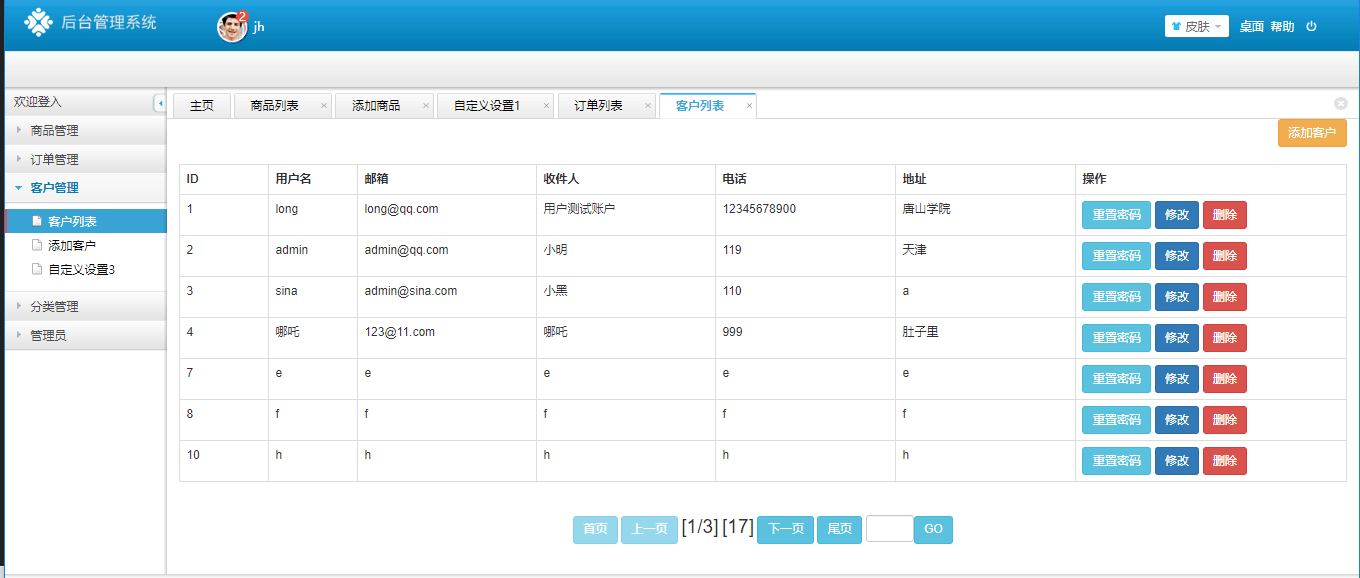 后台管理系统
2
jh
皮肤
桌面 帮助
欢迎登入
商品管理
订单管理
客户管理
客户列表
添加客户
自定义设置3
分类管理
管理员
主页 商品列表 × 添加商品 × 自定义设置1 × 订单列表 × 客户列表 ×
添加客户
ID 用户名 邮箱 收件人 电话 地址 操作
1 long long@qq.com 用户测试账户 12345678900 唐山学院 重置密码 修改 删除
2 admin admin@qq.com 小明 119 天津 重置密码 修改 删除
3 sina admin@sina.com 小黑 110 a 重置密码 修改 删除
4 哪吒 123@11.com 哪吒 999 肚子里 重置密码 修改 删除
7 e e e e e 重置密码 修改 删除
8 f f f f f 重置密码 修改 删除
10 h h h h h 重置密码 修改 删除
首页 上一页 [1/3] [17] 下一页 尾页 GO